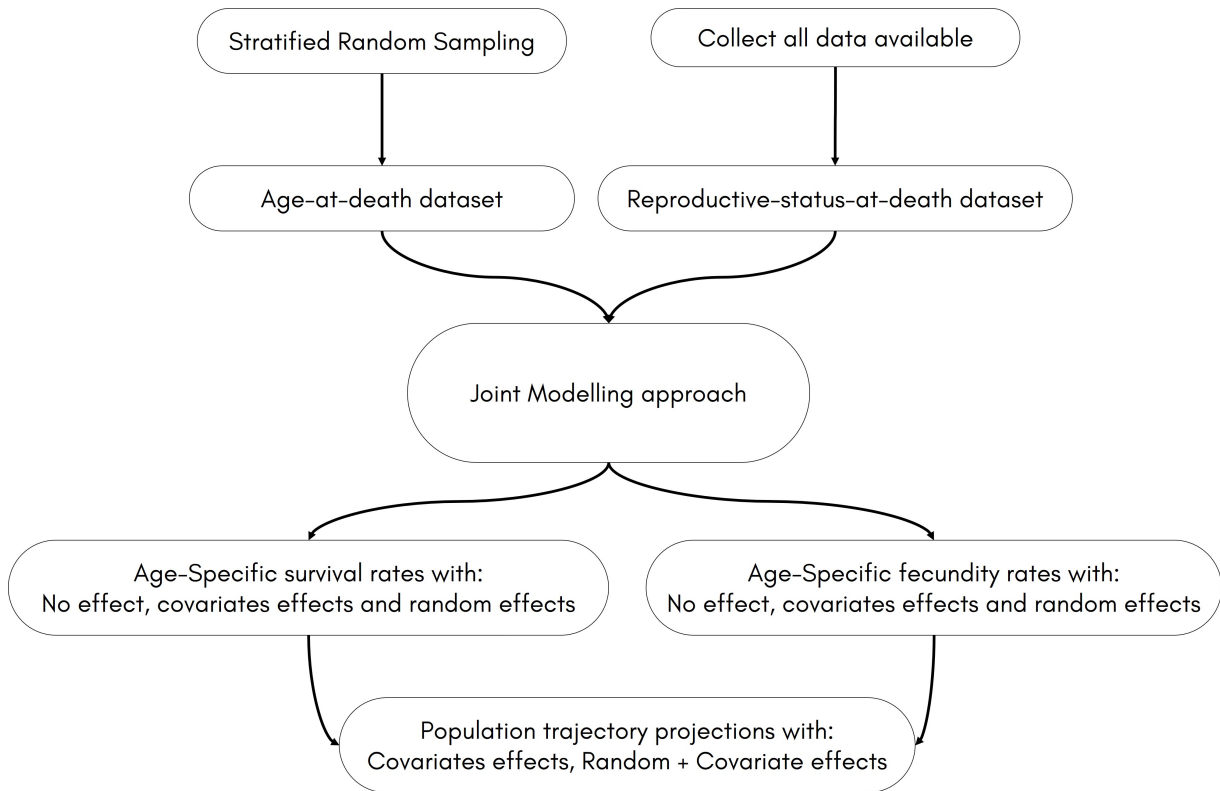 Stratified Random Sampling
Collect all data available
Age-at-death dataset
Reproductive-status-at-death dataset
Joint Modelling approach
Age-Specific survival rates with:
No effect, covariates effects and random effects
Age-Specific fecundity rates with:
No effect, covariates effects and random effects
Population trajectory projections with:
Covariates effects, Random + Covariate effects